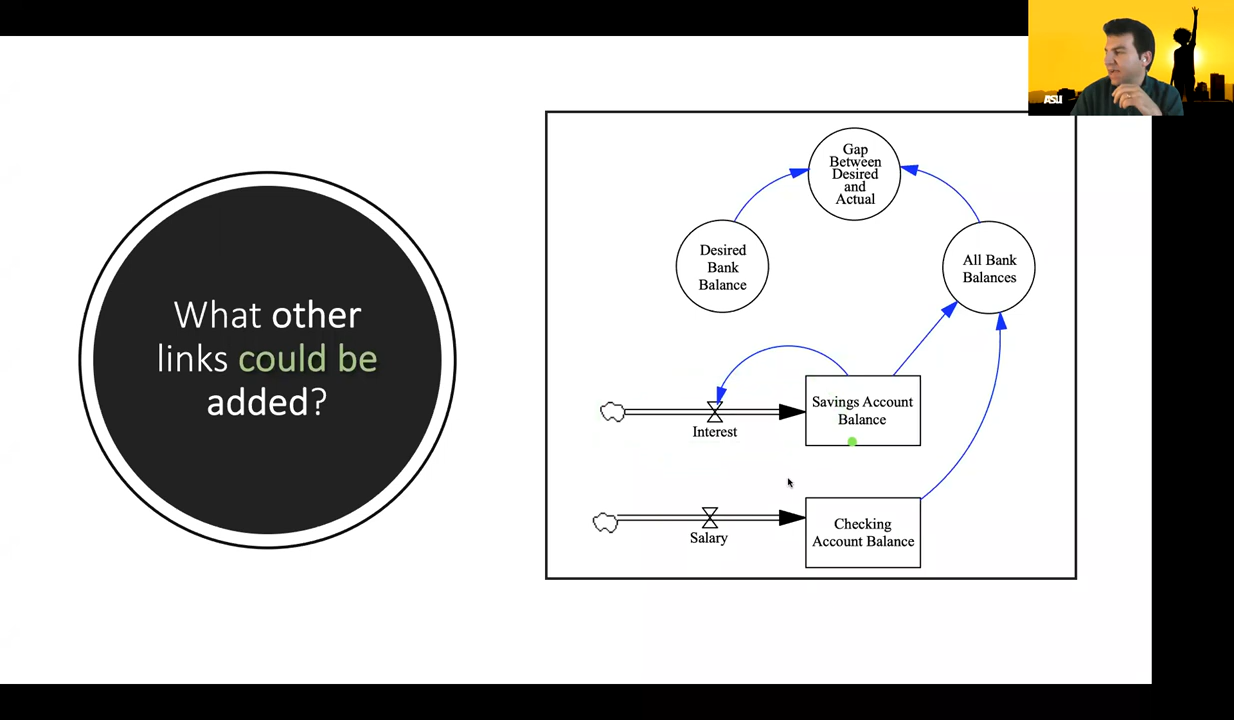 ASU
What other
links could be
added?
Gap
Between
Desired
and
Actual
Desired
Bank
Balance
All Bank
Balances
Savings Account
Balance
Interest
Checking
Account Balance
Salary